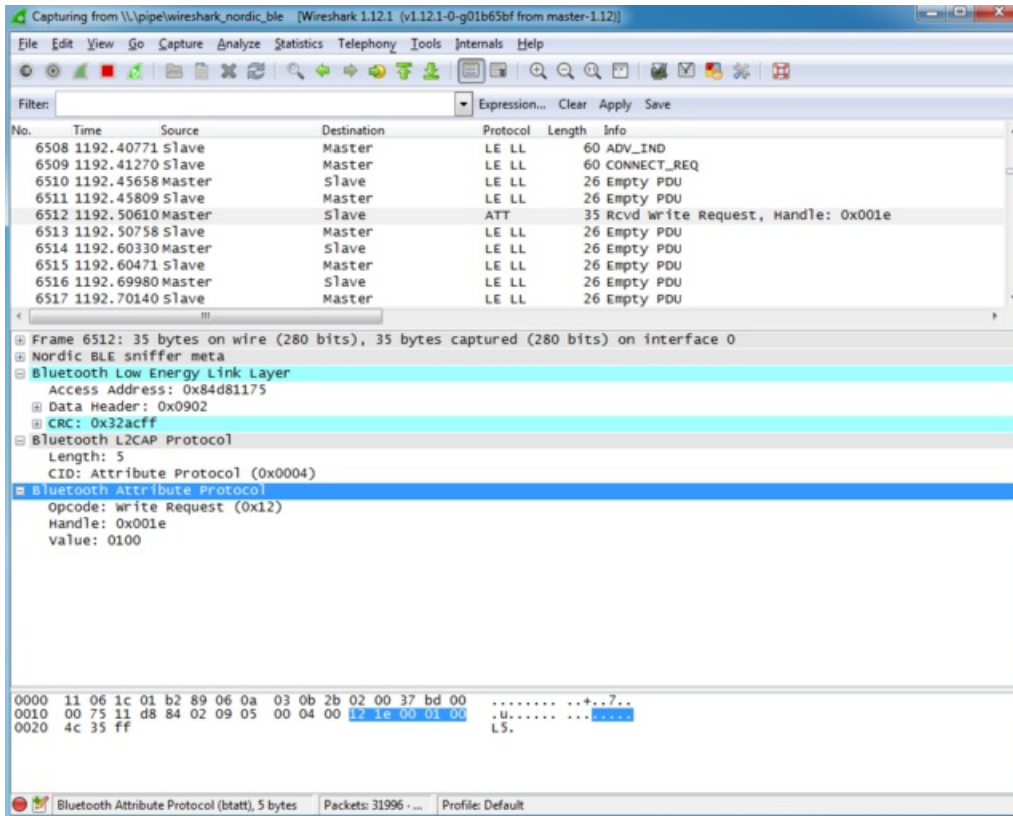 Capturing from \\.\pipe\wireshark_nordic_ble [Wireshark 1.12.1 (v1.12.1-0-g01b65bf from master-1.12)]
File Edit View Go Capture Analyze Statistics Telephony Tools Internals Help
Filter: Expression... Clear Apply Save
No. Time Source Destination Protocol Length Info
6508 1192.40771 Slave Master LE LL 60 ADV_IND
6509 1192.41270 Slave Master LE LL 60 CONNECT_REQ
6510 1192.45658 Master Slave LE LL 26 Empty PDU
6511 1192.45809 Slave Master LE LL 26 Empty PDU
6512 1192.50610 Master Slave ATT 35 Rcvd Write Request, Handle: 0x001e
6513 1192.50758 Slave Master LE LL 26 Empty PDU
6514 1192.60330 Master Slave LE LL 26 Empty PDU
6515 1192.60471 Slave Master LE LL 26 Empty PDU
6516 1192.69980 Master Slave LE LL 26 Empty PDU
6517 1192.70140 Slave Master LE LL 26 Empty PDU
Frame 6512: 35 bytes on wire (280 bits), 35 bytes captured (280 bits) on interface 0
Nordic BLE sniffer meta
Bluetooth Low Energy Link Layer
Access Address: 0x84d81175
Data Header: 0x0902
CRC: 0x32acff
Bluetooth L2CAP Protocol
Length: 5
CID: Attribute Protocol (0x0004)
Bluetooth Attribute Protocol
Opcode: Write Request (0x12)
Handle: 0x001e
Value: 0100
0000 11 06 1c 01 b2 89 06 0a 03 0b 2b 02 00 37 bd 00 ........ ..+..7..
0010 00 75 11 d8 84 02 09 05 00 04 00 12 1e 00 01 00 .u...... ........
0020 4c 35 ff L5.
Bluetooth Attribute Protocol (btatt), 5 bytes Packets: 31996 · ... Profile: Default